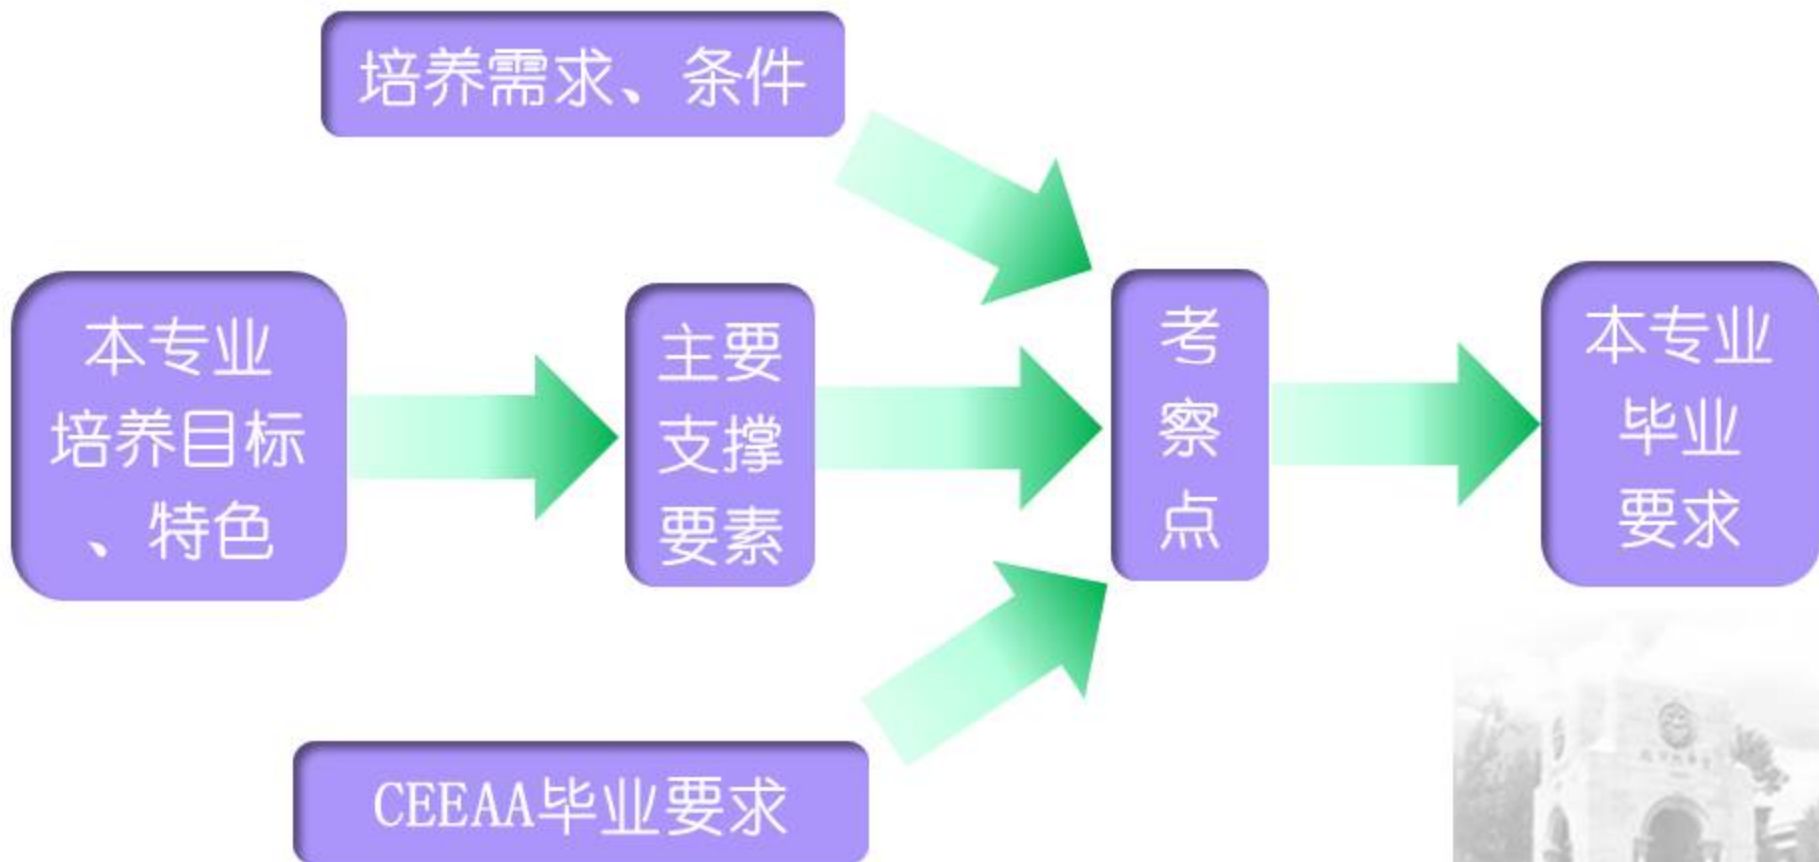 培养需求、条件
本专业
培养目标
、特色
主要
支撑
要素
考
察
点
本专业
毕业
要求
CEEAA毕业要求